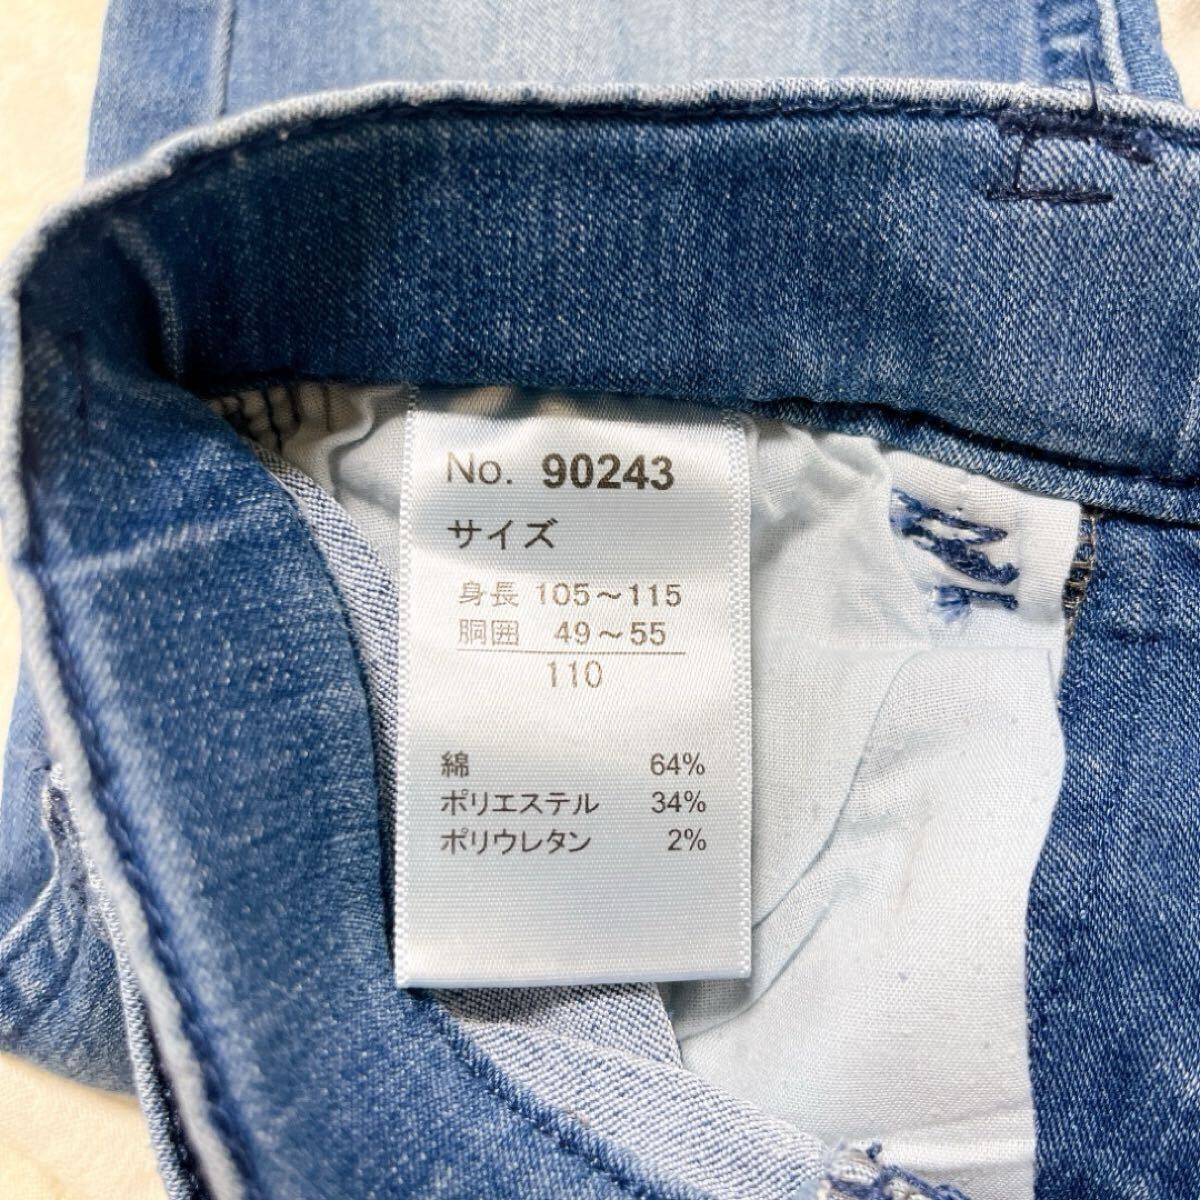 No. 90243
サイズ
身長 105～115
胴囲 49～55
110
綿 64%
ポリエステル 34%
ポリウレタン 2%